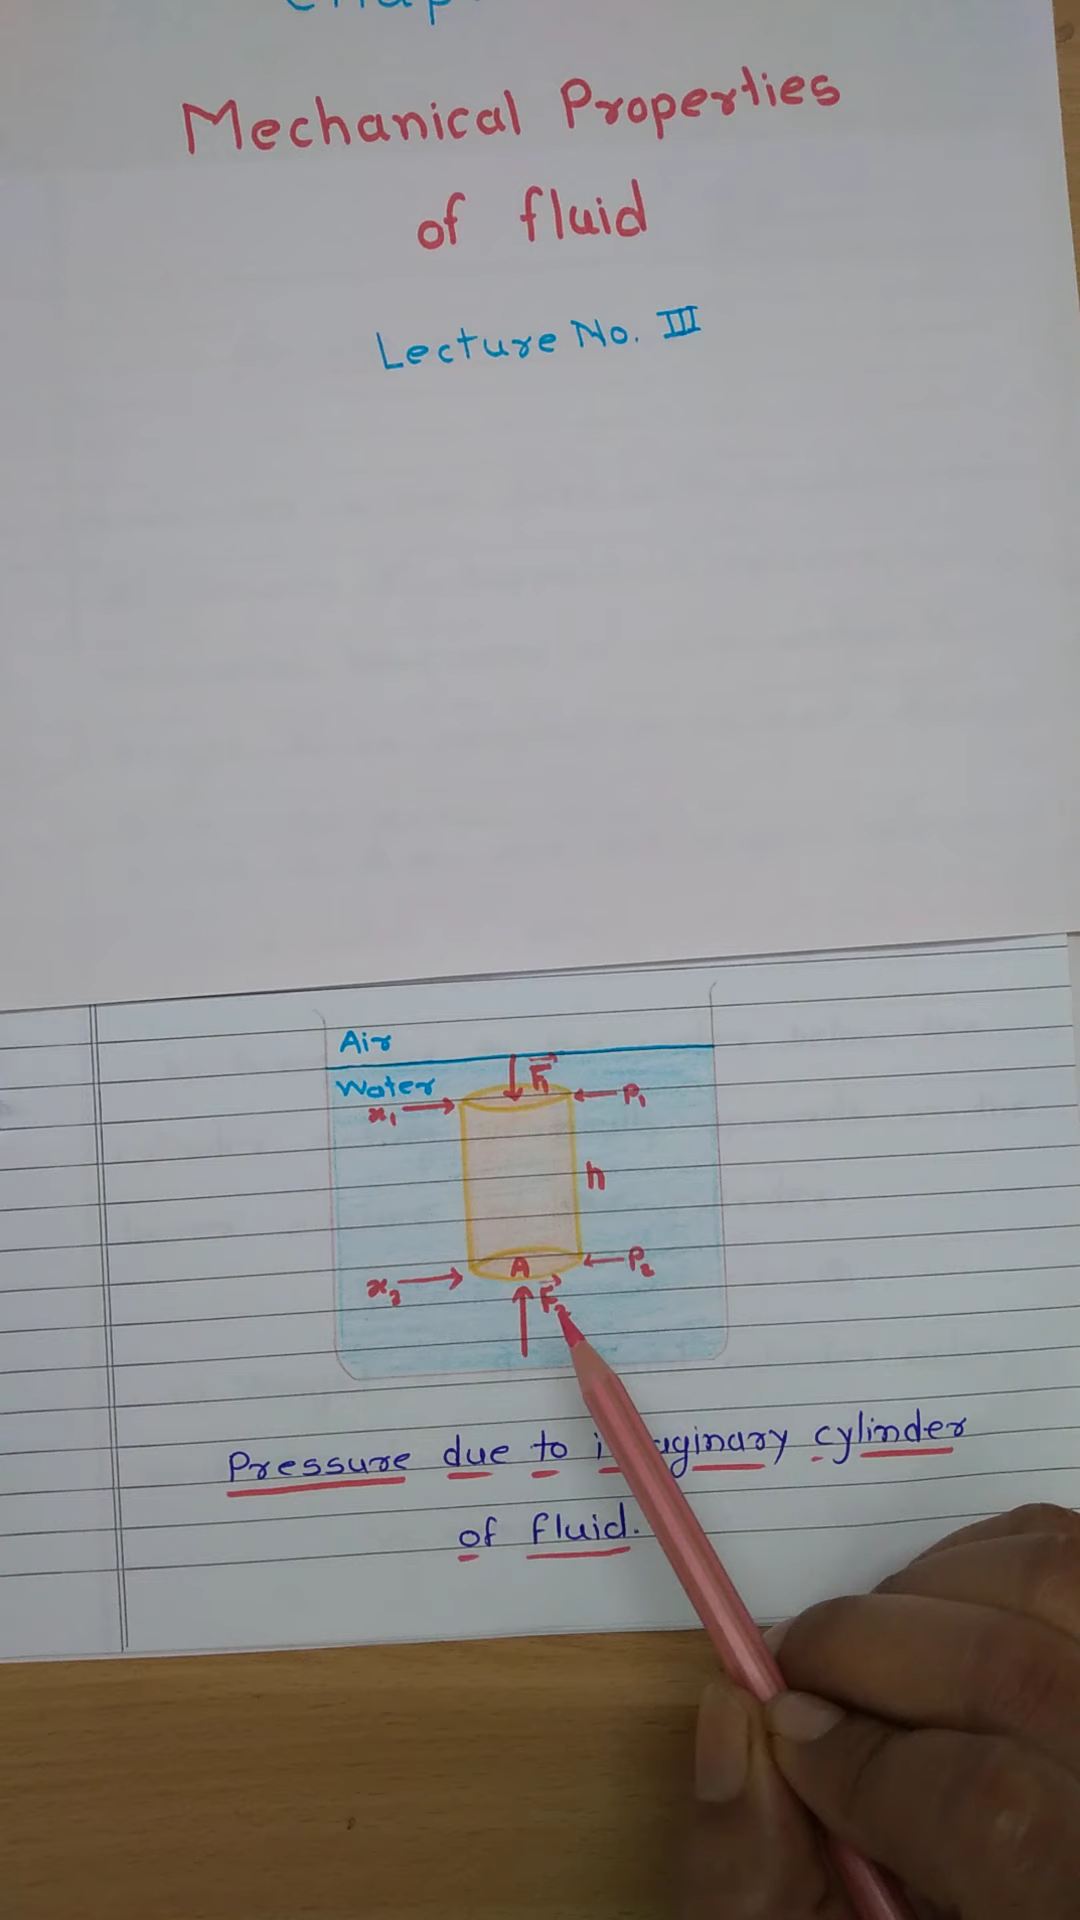 Mechanical Properties
of fluid
Lecture No. III
Air
Water
F₁
x₁
P₁
h
A
P₂
x₂
F₂
Pressure due to imaginary cylinder
of fluid.